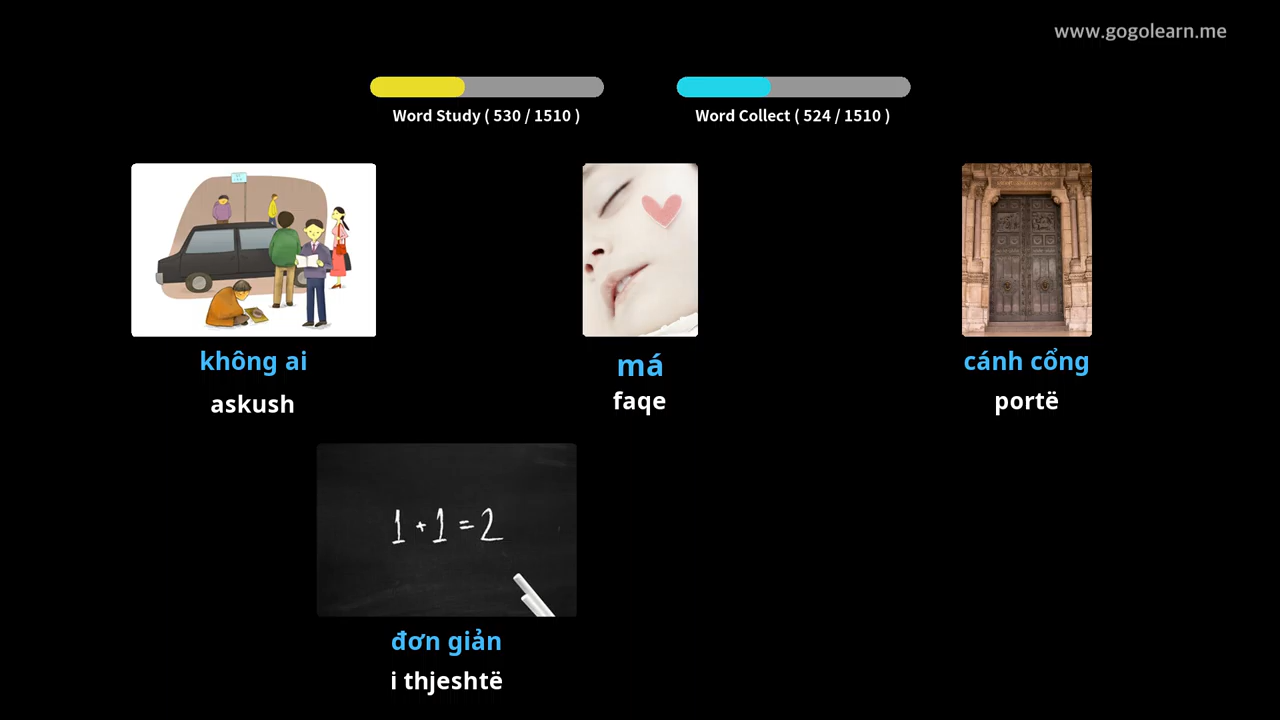 www.gogolearn.me
Word Study ( 530 / 1510 )
Word Collect ( 524 / 1510 )
không ai
askush
má
faqe
cánh cổng
portë
1 + 1 = 2
đơn giản
i thjeshtë